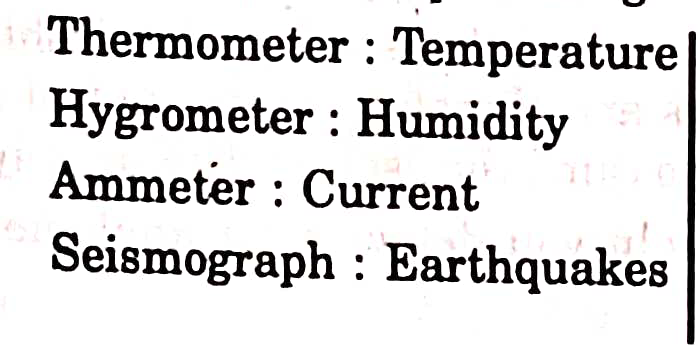 Thermometer : Temperature
Hygrometer : Humidity
Ammeter : Current
Seismograph : Earthquakes